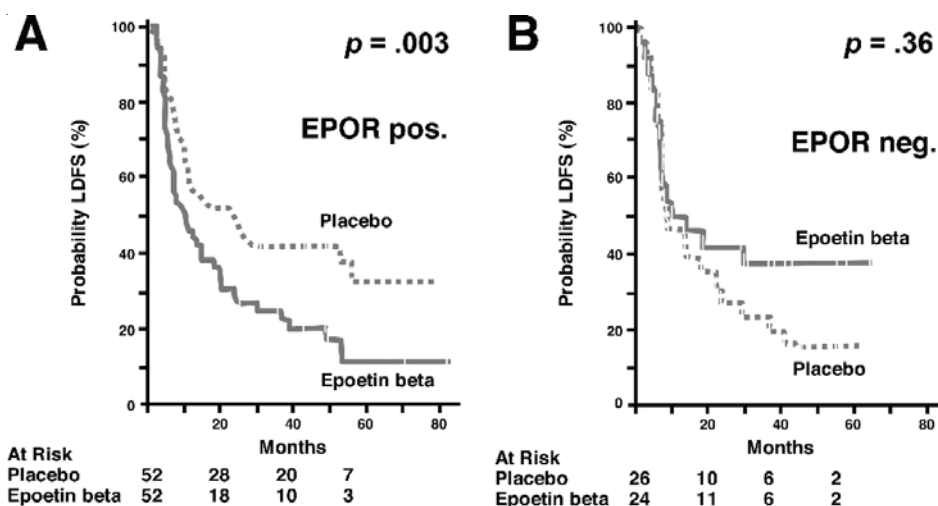 A
p = .003
EPOR pos.
Probability LDFS (%)
100
80
60
40
20
0
Placebo
Epoetin beta
20 40 60 80
Months
At Risk
Placebo 52 28 20 7
Epoetin beta 52 18 10 3
B
p = .36
EPOR neg.
Probability LDFS (%)
100
80
60
40
20
0
Epoetin beta
Placebo
20 40 60 80
Months
At Risk
Placebo 26 10 6 2
Epoetin beta 24 11 6 2